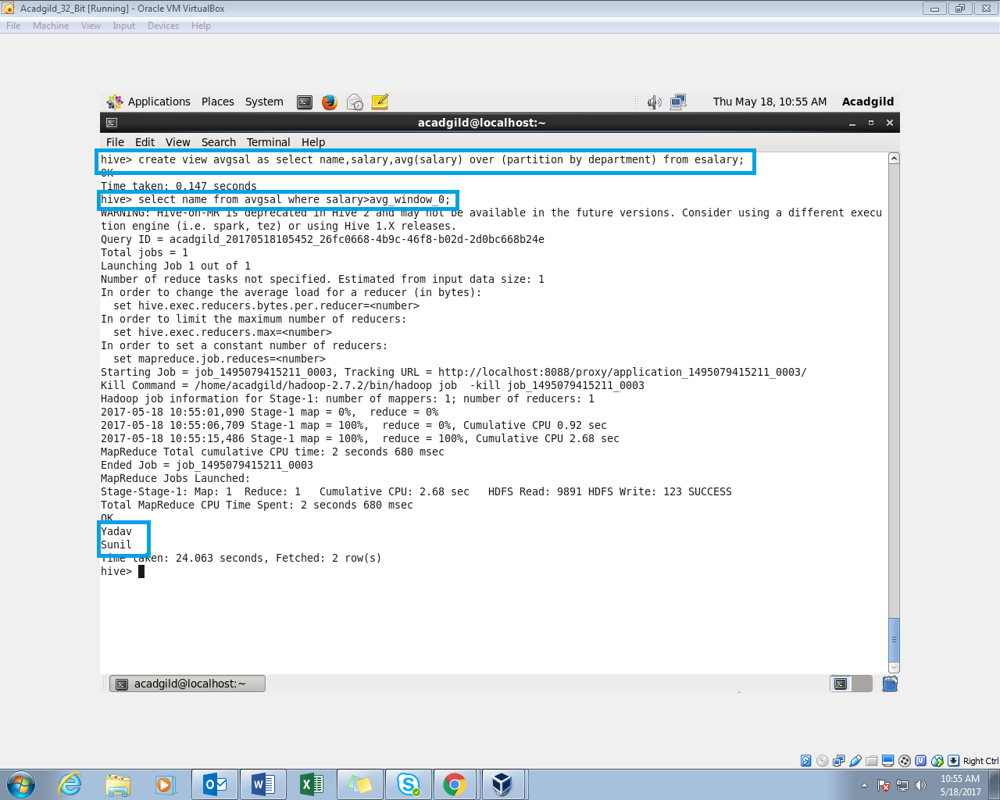 Acadgild_32_Bit [Running] - Oracle VM VirtualBox
File Machine View Input Devices Help
Applications Places System Thu May 18, 10:55 AM Acadgild
acadgild@localhost:~
File Edit View Search Terminal Help
hive> create view avgsal as select name,salary,avg(salary) over (partition by department) from esalary;
OK
Time taken: 0.147 seconds
hive> select name from avgsal where salary>avg_window_0;
WARNING: Hive-on-MR is deprecated in Hive 2 and may not be available in the future versions. Consider using a different execu
tion engine (i.e. spark, tez) or using Hive 1.X releases.
Query ID = acadgild_20170518105452_26fc0668-4b9c-46f8-b02d-2d0bc668b24e
Total jobs = 1
Launching Job 1 out of 1
Number of reduce tasks not specified. Estimated from input data size: 1
In order to change the average load for a reducer (in bytes):
  set hive.exec.reducers.bytes.per.reducer=<number>
In order to limit the maximum number of reducers:
  set hive.exec.reducers.max=<number>
In order to set a constant number of reducers:
  set mapreduce.job.reduces=<number>
Starting Job = job_1495079415211_0003, Tracking URL = http://localhost:8088/proxy/application_1495079415211_0003/
Kill Command = /home/acadgild/hadoop-2.7.2/bin/hadoop job  -kill job_1495079415211_0003
Hadoop job information for Stage-1: number of mappers: 1; number of reducers: 1
2017-05-18 10:55:01,090 Stage-1 map = 0%,  reduce = 0%
2017-05-18 10:55:06,709 Stage-1 map = 100%,  reduce = 0%, Cumulative CPU 0.92 sec
2017-05-18 10:55:15,486 Stage-1 map = 100%,  reduce = 100%, Cumulative CPU 2.68 sec
MapReduce Total cumulative CPU time: 2 seconds 680 msec
Ended Job = job_1495079415211_0003
MapReduce Jobs Launched:
Stage-Stage-1: Map: 1  Reduce: 1   Cumulative CPU: 2.68 sec   HDFS Read: 9891 HDFS Write: 123 SUCCESS
Total MapReduce CPU Time Spent: 2 seconds 680 msec
OK
Yadav
Sunil
Time taken: 24.063 seconds, Fetched: 2 row(s)
hive>
acadgild@localhost:~
Right Ctrl
10:55 AM
5/18/2017